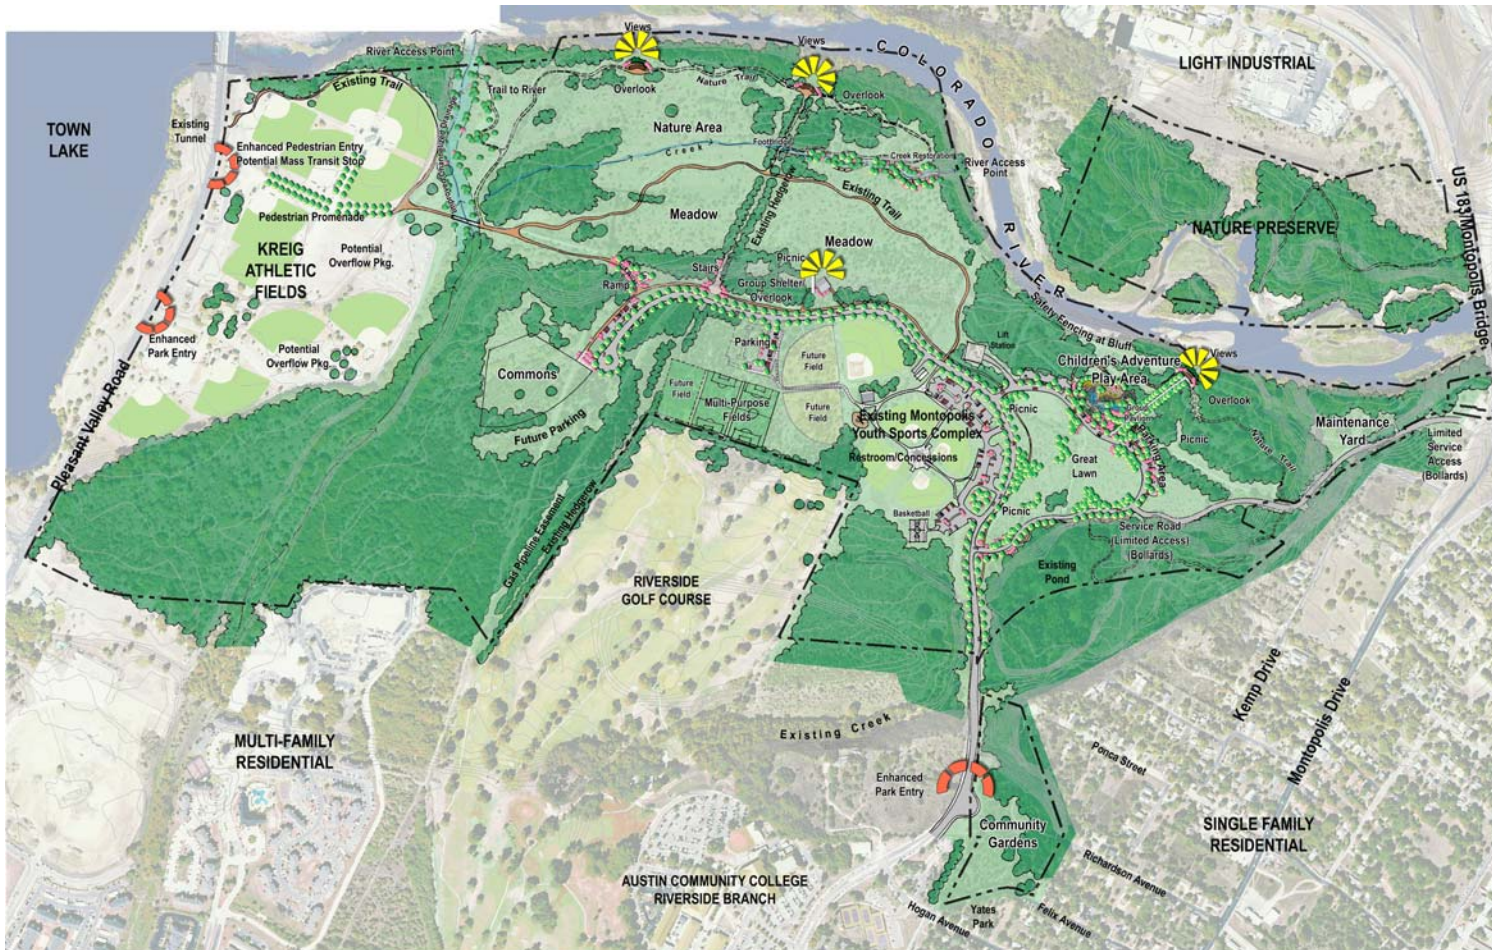 Views
Views
River Access Point
COLORADO
RIVER
LIGHT INDUSTRIAL
Existing Trail
Trail to River
Overlook
Nature Trail
Overlook
TOWN
LAKE
Existing
Tunnel
Nature Area
Enhanced Pedestrian Entry
Potential Mass Transit Stop
Creek
Footbridge
Creek Restoration
River Access
Point
Existing Trail
Existing Hedgerow
Pedestrian Promenade
Meadow
NATURE PRESERVE
US 183/Montopolis Bridge
KREIG
ATHLETIC
FIELDS
Potential
Overflow Pkg.
Meadow
Picnic
Stairs
Ramp
Group Shelter
Overlook
Safety Fencing at Bluff
Enhanced
Park Entry
Potential
Overflow Pkg.
Pleasant Valley Road
Parking
Lift
Station
Future
Field
Children's Adventure
Play Area
Views
Commons
Future
Field
Multi-Purpose
Fields
Future
Field
Existing Montopolis
Youth Sports Complex
Restroom/Concessions
Picnic
Group
Pavilion
Overlook
Parking Area
Picnic
Nature Trail
Maintenance
Yard
Limited
Service
Access
(Bollards)
Future Parking
Great
Lawn
Gas Pipeline Easement
Existing Hedgerow
Basketball
Picnic
Service Road
(Limited Access)
(Bollards)
Existing
Pond
RIVERSIDE
GOLF COURSE
Kemp Drive
Montopolis Drive
MULTI-FAMILY
RESIDENTIAL
Existing Creek
Ponca Street
Enhanced
Park Entry
Community
Gardens
SINGLE FAMILY
RESIDENTIAL
Richardson Avenue
AUSTIN COMMUNITY COLLEGE
RIVERSIDE BRANCH
Hogan Avenue
Yates
Park
Felix Avenue